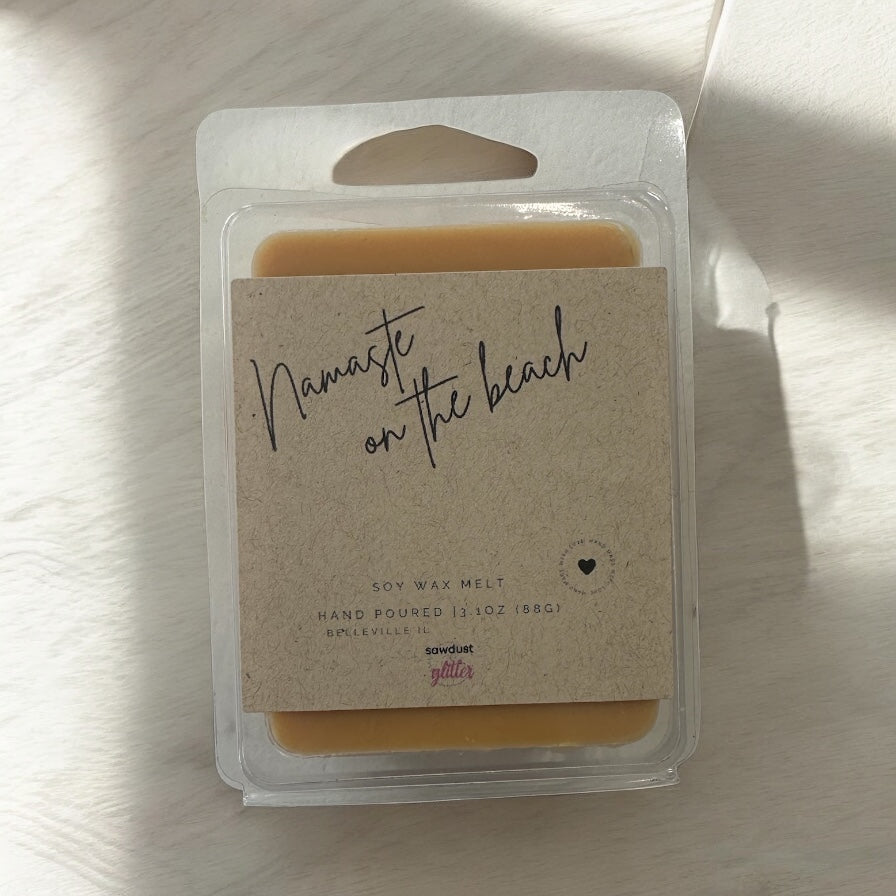 Namaste
on the beach
SOY WAX MELT
HAND POURED |3.1OZ (88G)
BELLEVILLE IL
sawdust
glitter